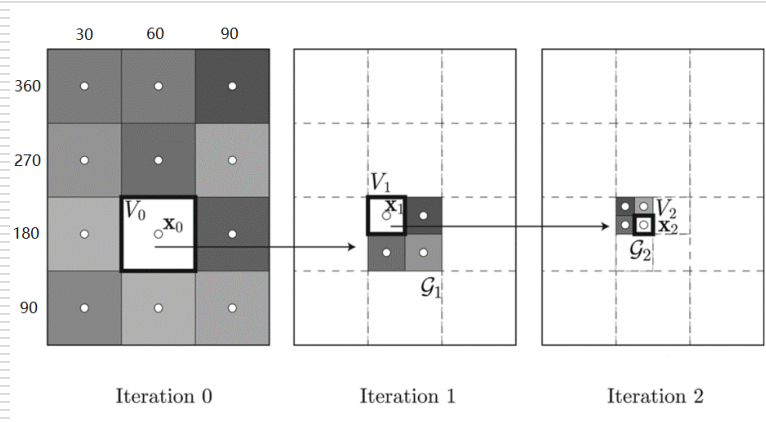 30 60 90
360
270
180
90
V₀ x₀
V₁
x₁
𝒢₁
V₂
x₂
𝒢₂
Iteration 0 Iteration 1 Iteration 2